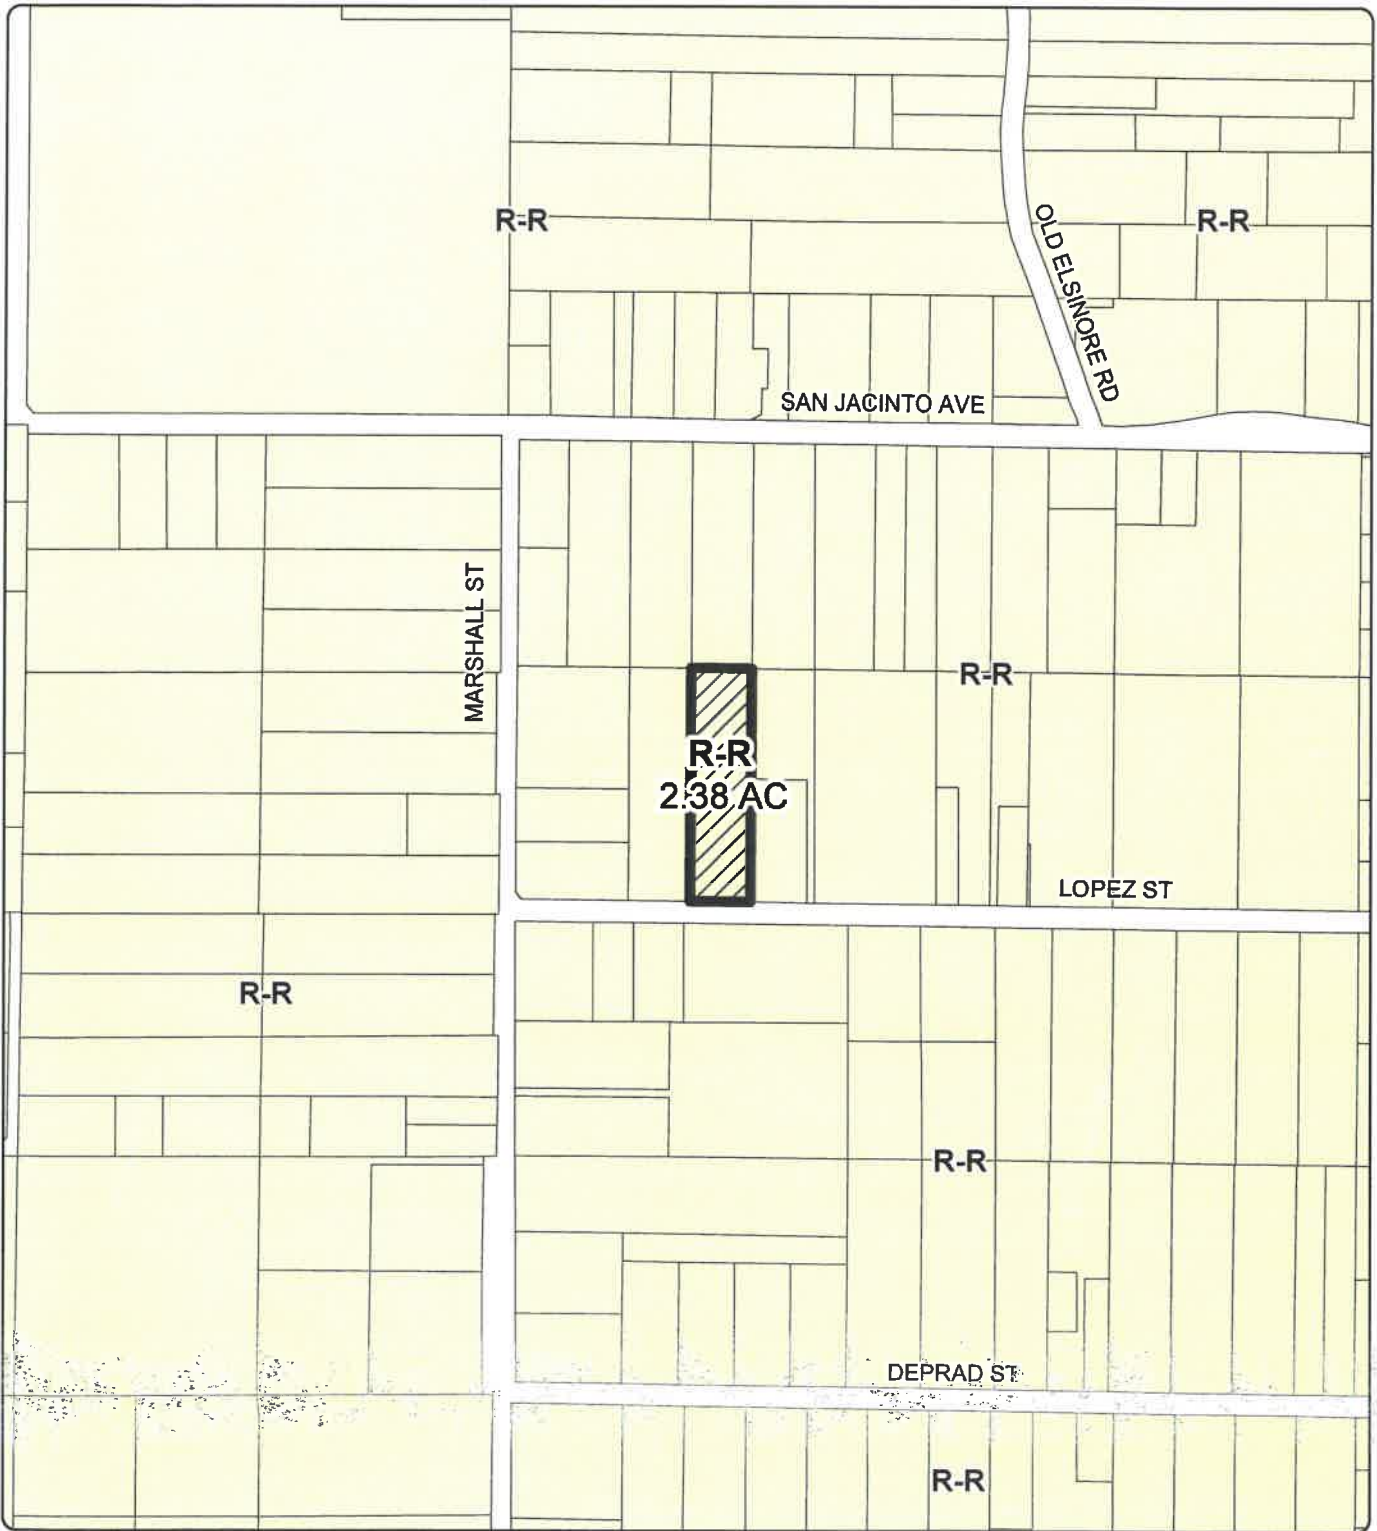 R-R
R-R
OLD ELSINORE RD
SAN JACINTO AVE
MARSHALL ST
R-R
R-R
2.38 AC
LOPEZ ST
R-R
R-R
DEPRAD ST
R-R